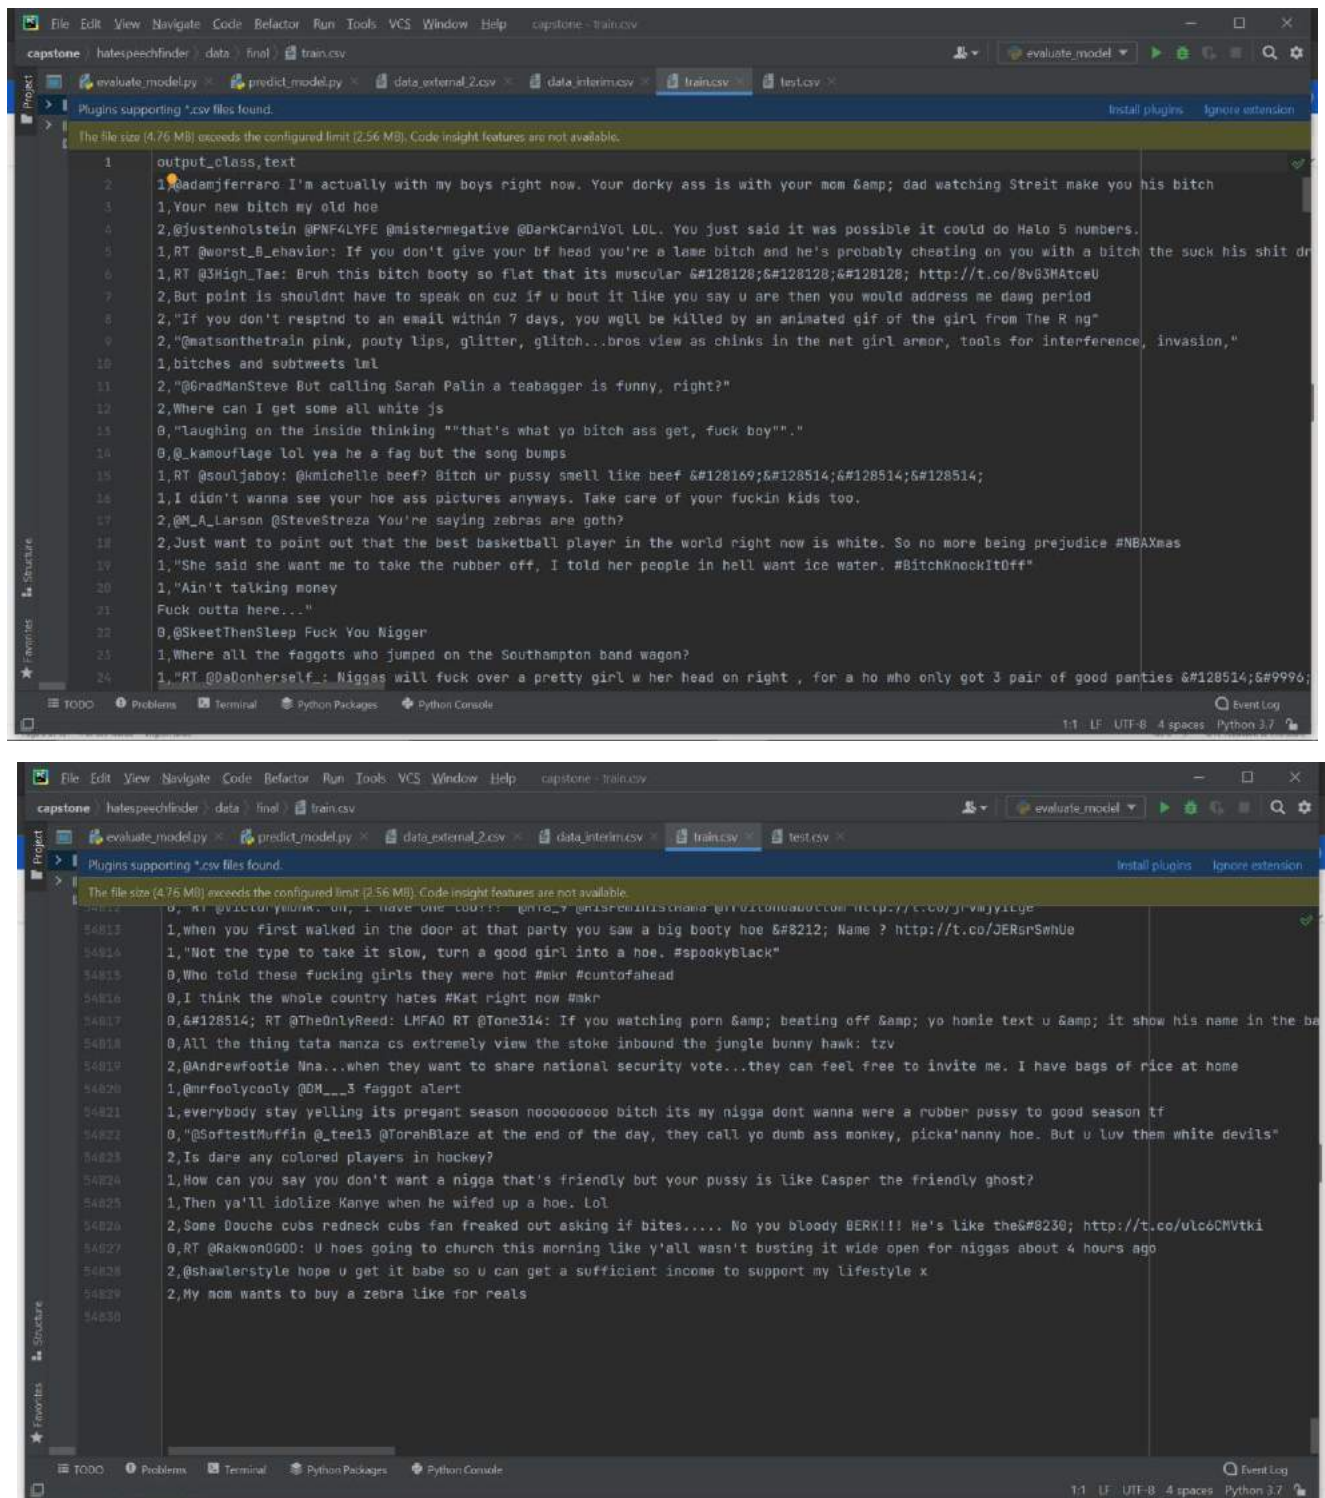 File Edit View Navigate Code Refactor Run Tools VCS Window Help capstone - train.csv
capstone hatespeechfinder data final train.csv evaluate_model
evaluate_model.py predict_model.py data_external_2.csv data_interim.csv train.csv test.csv
Plugins supporting *.csv files found. Install plugins Ignore extension
The file size (4.76 MB) exceeds the configured limit (2.56 MB). Code insight features are not available.
1 output_class,text
2 1,@adamjferraro I'm actually with my boys right now. Your dorky ass is with your mom &amp; dad watching Streit make you his bitch
3 1,Your new bitch my old hoe
4 2,@justenholstein @PNF4LYFE @mistermegative @DarkCarniVol LOL. You just said it was possible it could do Halo 5 numbers.
5 1,RT @worst_B_ehavior: If you don't give your bf head you're a lame bitch and he's probably cheating on you with a bitch the suck his shit dr
6 1,RT @3High_Tae: Bruh this bitch booty so flat that its muscular &#128128;&#128128;&#128128; http://t.co/8vG3MAtceU
7 2,But point is shouldnt have to speak on cuz if u bout it like you say u are then you would address me dawg period
8 2,"If you don't resptnd to an email within 7 days, you wgll be killed by an animated gif of the girl from The R ng"
9 2,"@matsonthetrain pink, pouty lips, glitter, glitch...bros view as chinks in the net girl armor, tools for interference, invasion,"
10 1,bitches and subtweets lml
11 2,"@GradManSteve But calling Sarah Palin a teabagger is funny, right?"
12 2,Where can I get some all white js
13 0,"laughing on the inside thinking ""that's what yo bitch ass get, fuck boy""."
14 0,@_kamouflage lol yea he a fag but the song bumps
15 1,RT @souljaboy: @kmichelle beef? Bitch ur pussy smell like beef &#128169;&#128514;&#128514;&#128514;
16 1,I didn't wanna see your hoe ass pictures anyways. Take care of your fuckin kids too.
17 2,@M_A_Larson @SteveStreza You're saying zebras are goth?
18 2,Just want to point out that the best basketball player in the world right now is white. So no more being prejudice #NBAXmas
19 1,"She said she want me to take the rubber off, I told her people in hell want ice water. #BitchKnockItOff"
20 1,"Ain't talking money
21 Fuck outta here..."
22 0,@SkeetThenSleep Fuck You Nigger
23 1,Where all the faggots who jumped on the Southampton band wagon?
24 1,"RT @DaDonherself_: Niggas will fuck over a pretty girl w her head on right , for a ho who only got 3 pair of good panties &#128514;&#9996;
Project
Structure
Favorites
TODO Problems Terminal Python Packages Python Console Event Log
1:1 LF UTF-8 4 spaces Python 3.7
File Edit View Navigate Code Refactor Run Tools VCS Window Help capstone - train.csv
capstone hatespeechfinder data final train.csv evaluate_model
evaluate_model.py predict_model.py data_external_2.csv data_interim.csv train.csv test.csv
Plugins supporting *.csv files found. Install plugins Ignore extension
The file size (4.76 MB) exceeds the configured limit (2.56 MB). Code insight features are not available.
54813 1,when you first walked in the door at that party you saw a big booty hoe &#8212; Name ? http://t.co/JERsrSwhUe
54814 1,"Not the type to take it slow, turn a good girl into a hoe. #spookyblack"
54815 0,Who told these fucking girls they were hot #mkr #cuntofahead
54816 0,I think the whole country hates #Kat right now #mkr
54817 0,&#128514; RT @TheOnlyReed: LMFAO RT @Tone314: If you watching porn &amp; beating off &amp; yo homie text u &amp; it show his name in the ba
54818 0,All the thing tata manza cs extremely view the stoke inbound the jungle bunny hawk: tzv
54819 2,@Andrewfootie Nna...when they want to share national security vote...they can feel free to invite me. I have bags of rice at home
54820 1,@mrfoolycooly @DM___3 faggot alert
54821 1,everybody stay yelling its pregant season noooooooooo bitch its my nigga dont wanna were a rubber pussy to good season tf
54822 0,"@SoftestMuffin @_tee13 @TorahBlaze at the end of the day, they call yo dumb ass monkey, picka'nanny hoe. But u luv them white devils"
54823 2,Is dare any colored players in hockey?
54824 1,How can you say you don't want a nigga that's friendly but your pussy is like Casper the friendly ghost?
54825 1,Then ya'll idolize Kanye when he wifed up a hoe. Lol
54826 2,Some Douche cubs redneck cubs fan freaked out asking if bites..... No you bloody BERK!!! He's like the&#8230; http://t.co/ulc6CMVtki
54827 0,RT @RakwonOGOD: U hoes going to church this morning like y'all wasn't busting it wide open for niggas about 4 hours ago
54828 2,@shawlerstyle hope u get it babe so u can get a sufficient income to support my lifestyle x
54829 2,My mom wants to buy a zebra like for reals
54830
Project
Structure
Favorites
TODO Problems Terminal Python Packages Python Console Event Log
1:1 LF UTF-8 4 spaces Python 3.7